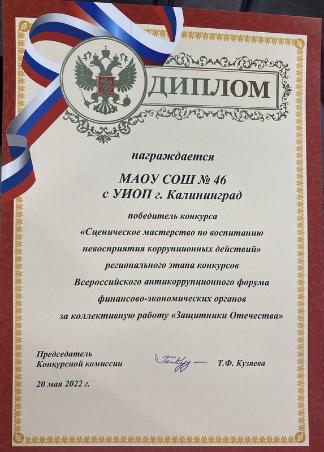 ДИПЛОМ
награждается
МАОУ СОШ № 46
с УИОП г. Калининград
победитель конкурса
«Сценическое мастерство по воспитанию
невосприятия коррупционных действий»
регионального этапа конкурсов
Всероссийского антикоррупционного форума
финансово-экономических органов
за коллективную работу «Защитники Отечества»
Председатель
Конкурсной комиссии
Т.Ф. Кузяева
20 мая 2022 г.